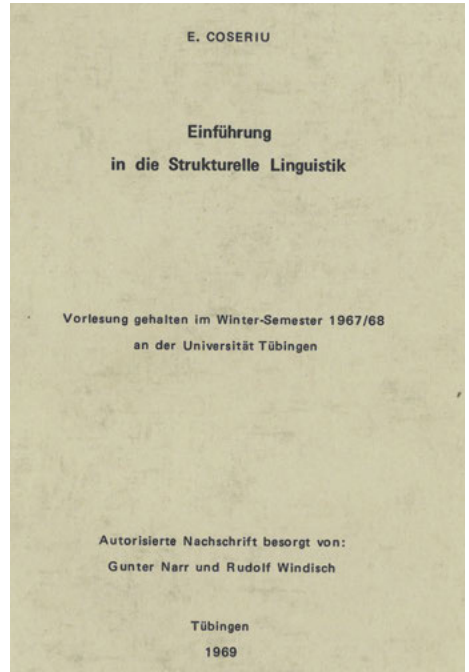 E. COSERIU
Einführung
in die Strukturelle Linguistik
Vorlesung gehalten im Winter-Semester 1967/68
an der Universität Tübingen
Autorisierte Nachschrift besorgt von:
Gunter Narr und Rudolf Windisch
Tübingen
1969